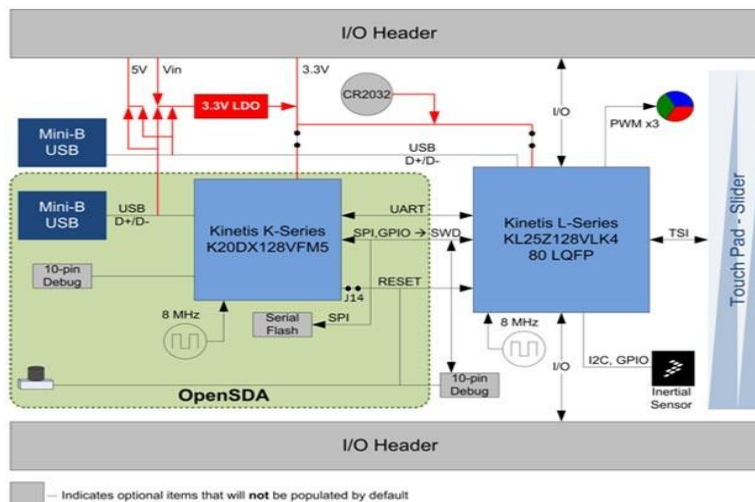 I/O Header
5V
Vin
3.3V
3.3V LDO
CR2032
I/O
PWM x3
Mini-B
USB
USB
D+/D-
Mini-B
USB
USB
D+/D-
Kinetis K-Series
K20DX128VFM5
UART
SPI,GPIO → SWD
RESET
J14
Kinetis L-Series
KL25Z128VLK4
80 LQFP
TSI
Touch Pad - Slider
10-pin
Debug
8 MHz
Serial
Flash
SPI
8 MHz
I/O
I2C, GPIO
Inertial
Sensor
10-pin
Debug
OpenSDA
I/O Header
— Indicates optional items that will not be populated by default